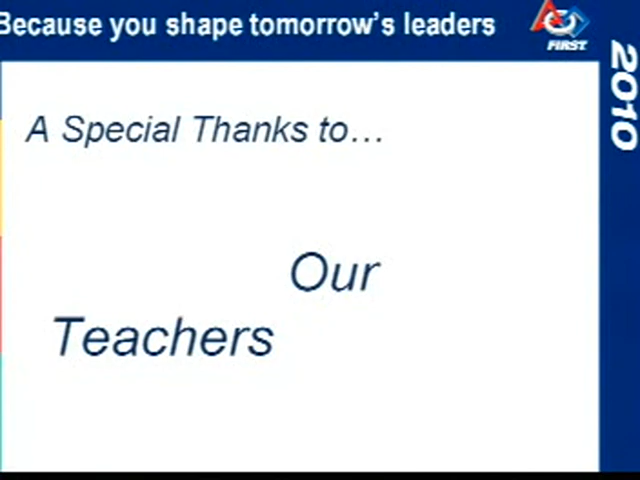 Because you shape tomorrow's leaders
FIRST
2010
A Special Thanks to…
Our
Teachers